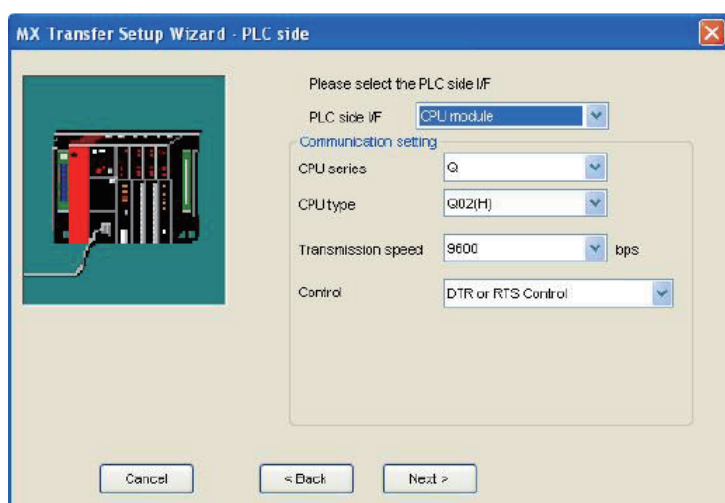 MX Transfer Setup Wizard - PLC side
Please select the PLC side I/F
PLC side I/F CPU module
Communication setting
CPU series Q
CPU type Q02(H)
Transmission speed 9600 bps
Control DTR or RTS Control
Cancel < Back Next >